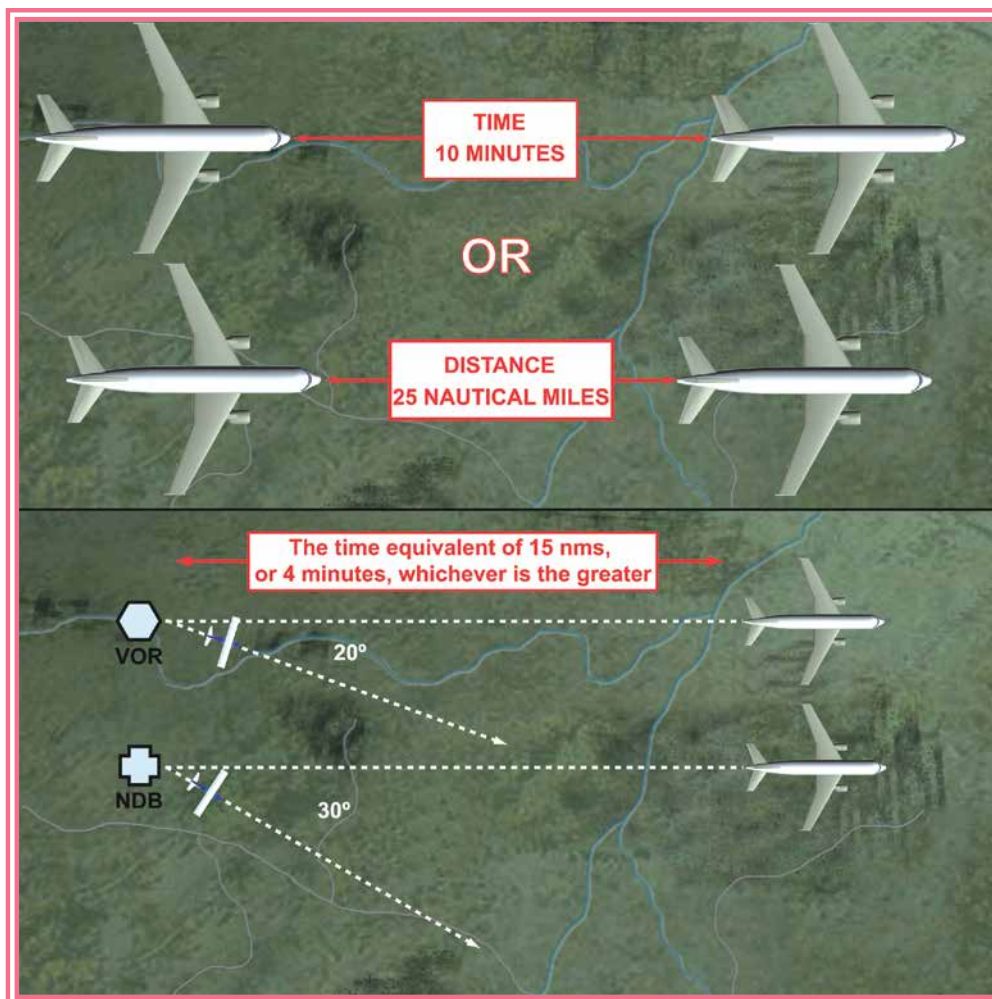 TIME
10 MINUTES
OR
DISTANCE
25 NAUTICAL MILES
The time equivalent of 15 nms,
or 4 minutes, whichever is the greater
VOR
20º
NDB
30º